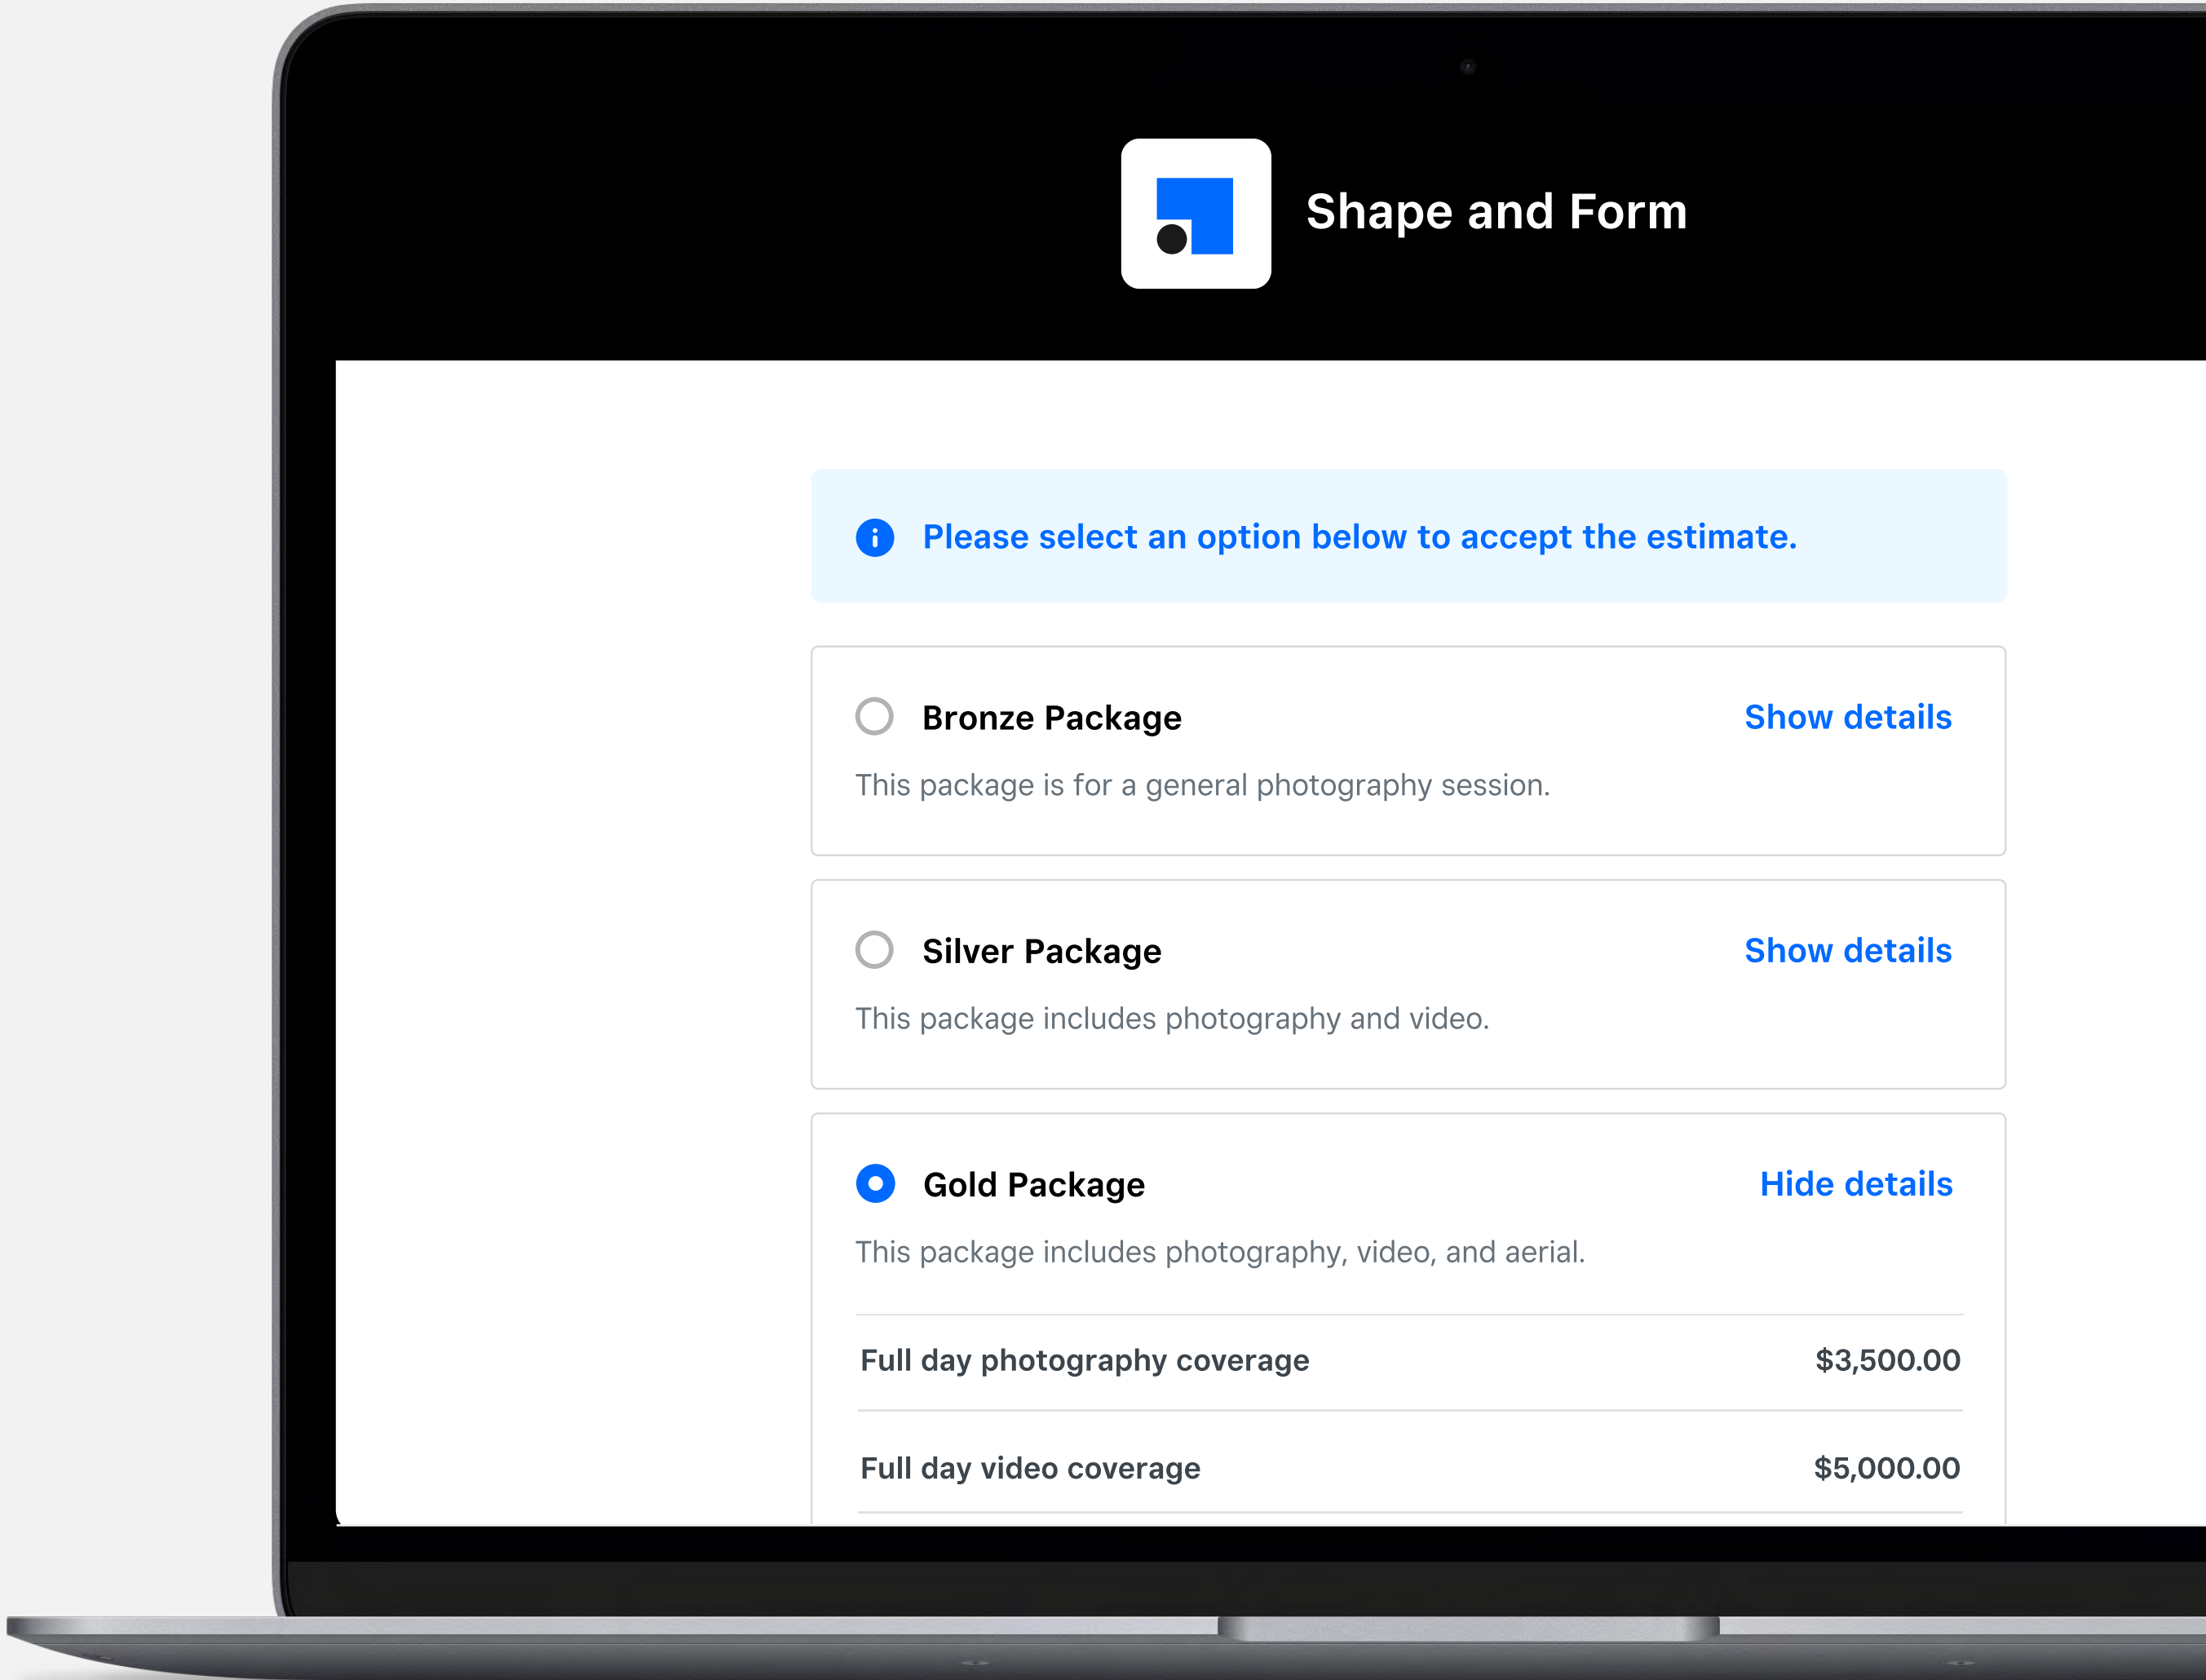 Shape and Form
Please select an option below to accept the estimate.
Bronze Package
Show details
This package is for a general photography session.
Silver Package
Show details
This package includes photography and video.
Gold Package
Hide details
This package includes photography, video, and aerial.
Full day photography coverage
$3,500.00
Full day video coverage
$5,000.00